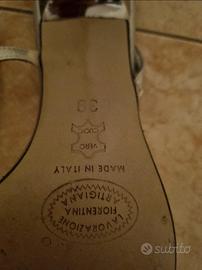 39
VERO
CUOIO
MADE IN ITALY
LAVORAZIONE
ARTIGIANA
FIORENTINA
subito